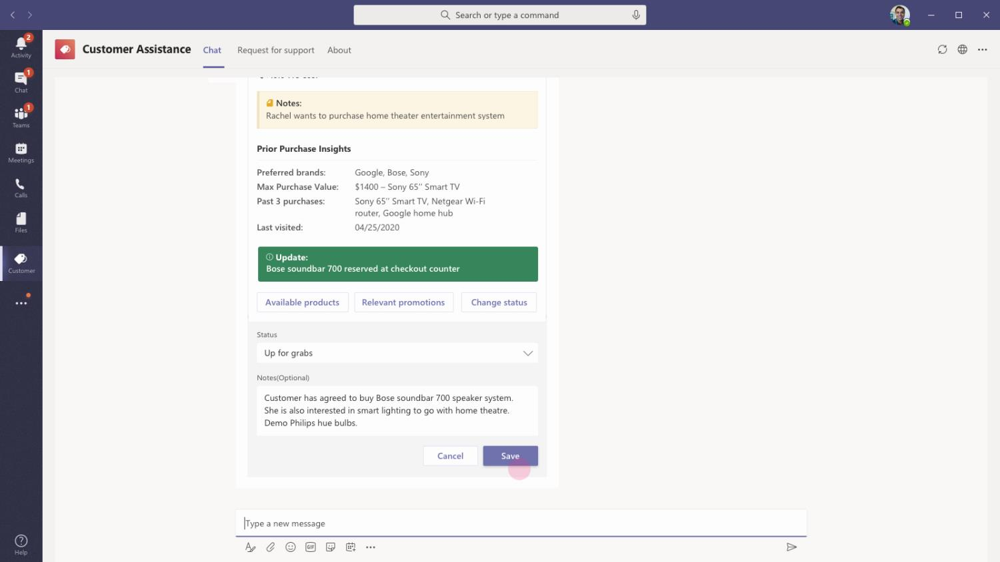 Search or type a command
2
Activity
1
Chat
1
Teams
Meetings
Calls
Files
Customer
Help
Customer Assistance
Chat
Request for support
About
Notes:
Rachel wants to purchase home theater entertainment system
Prior Purchase Insights
Preferred brands: Google, Bose, Sony
Max Purchase Value: $1400 – Sony 65’’ Smart TV
Past 3 purchases: Sony 65’’ Smart TV, Netgear Wi-Fi
router, Google home hub
Last visited: 04/25/2020
Update:
Bose soundbar 700 reserved at checkout counter
Available products
Relevant promotions
Change status
Status
Up for grabs
Notes(Optional)
Customer has agreed to buy Bose soundbar 700 speaker system.
She is also interested in smart lighting to go with home theatre.
Demo Philips hue bulbs.
Cancel
Save
Type a new message
GIF